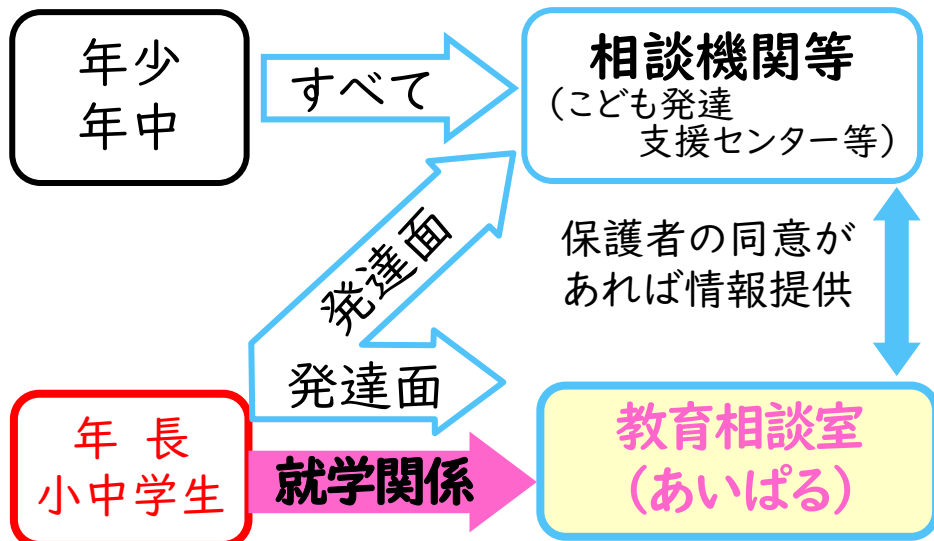 年少
年中
すべて
相談機関等
（こども発達
支援センター等）
発達面
保護者の同意が
あれば情報提供
発達面
年 長
小中学生
就学関係
教育相談室
（あいぱる）